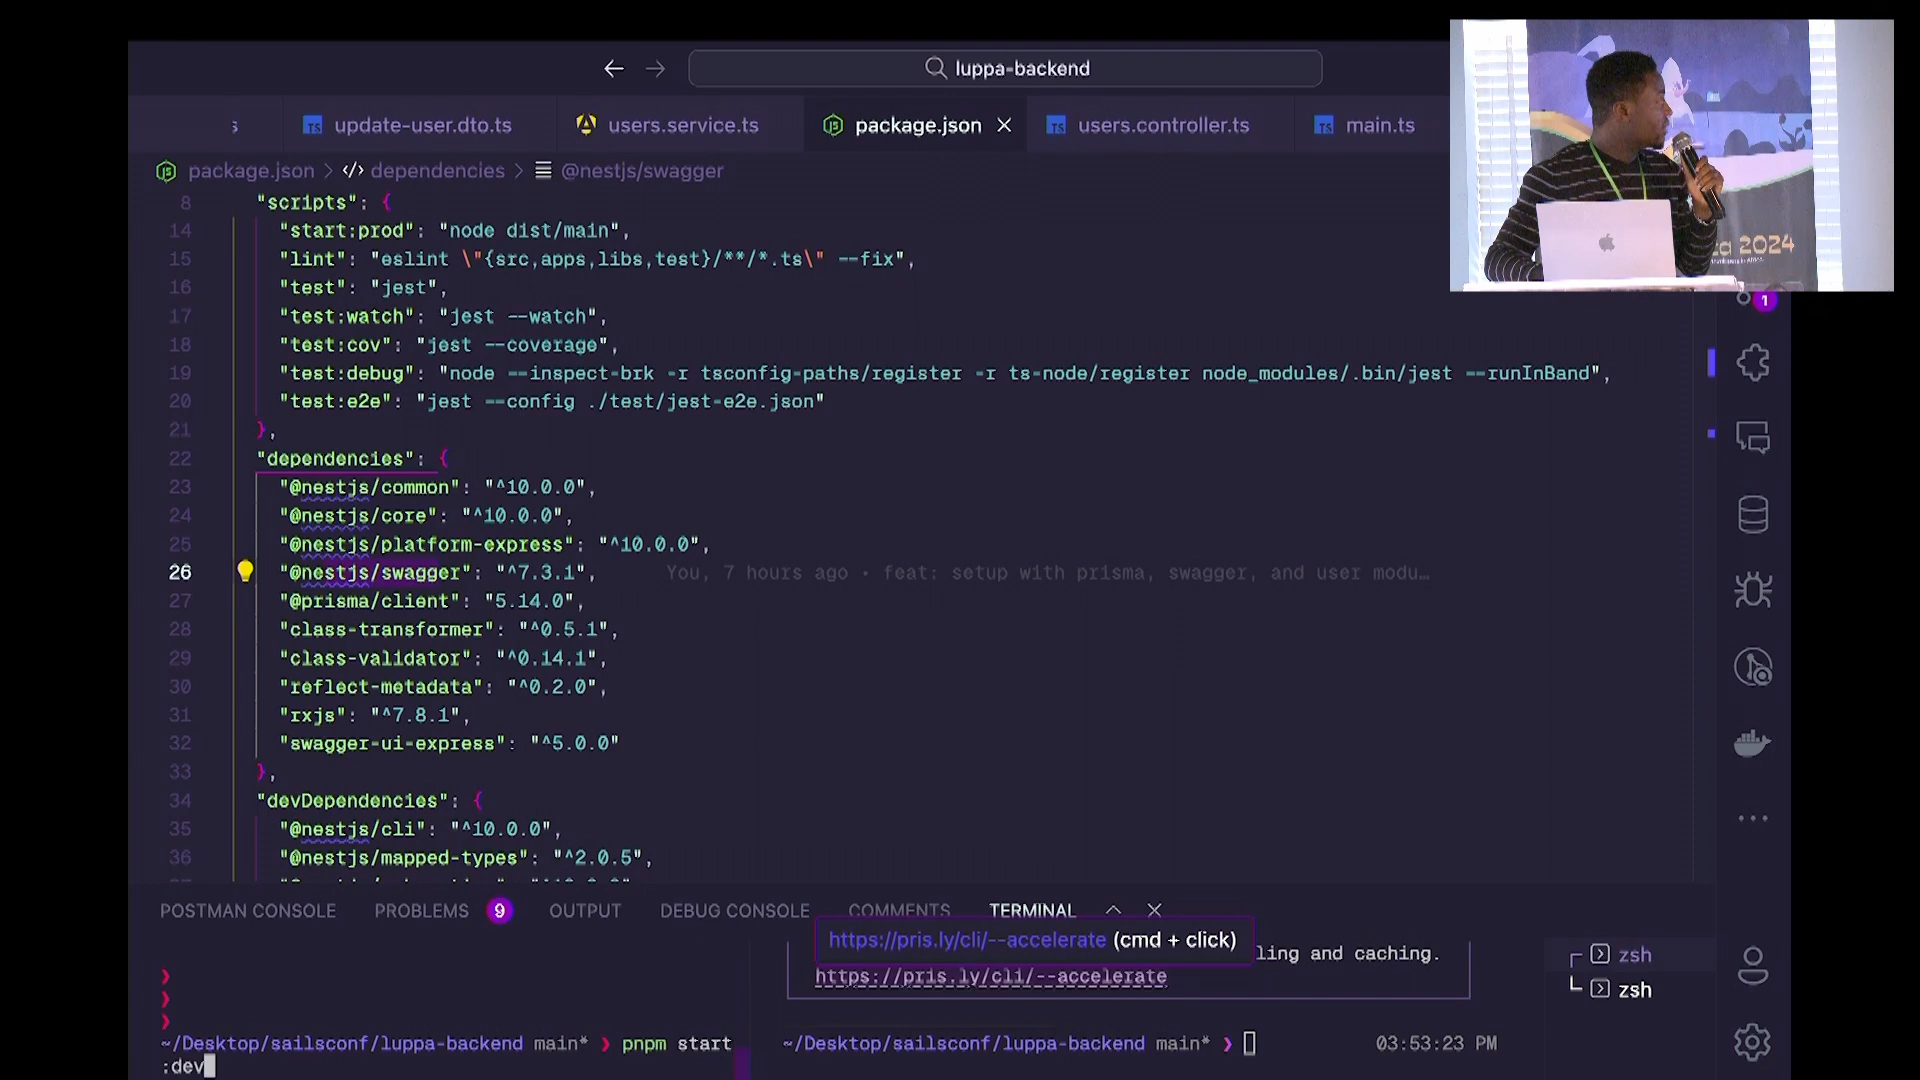 luppa-backend
s
update-user.dto.ts
users.service.ts
package.json
users.controller.ts
main.ts
package.json > </> dependencies > @nestjs/swagger
8 "scripts": {
14 "start:prod": "node dist/main",
15 "lint": "eslint \"{src,apps,libs,test}/**/*.ts\" --fix",
16 "test": "jest",
17 "test:watch": "jest --watch",
18 "test:cov": "jest --coverage",
19 "test:debug": "node --inspect-brk -r tsconfig-paths/register -r ts-node/register node_modules/.bin/jest --runInBand",
20 "test:e2e": "jest --config ./test/jest-e2e.json"
21 },
22 "dependencies": {
23 "@nestjs/common": "^10.0.0",
24 "@nestjs/core": "^10.0.0",
25 "@nestjs/platform-express": "^10.0.0",
26 "@nestjs/swagger": "^7.3.1", You, 7 hours ago • feat: setup with prisma, swagger, and user modu…
27 "@prisma/client": "5.14.0",
28 "class-transformer": "^0.5.1",
29 "class-validator": "^0.14.1",
30 "reflect-metadata": "^0.2.0",
31 "rxjs": "^7.8.1",
32 "swagger-ui-express": "^5.0.0"
33 },
34 "devDependencies": {
35 "@nestjs/cli": "^10.0.0",
36 "@nestjs/mapped-types": "^2.0.5",
2024
1
POSTMAN CONSOLE
PROBLEMS 9
OUTPUT
DEBUG CONSOLE
COMMENTS
TERMINAL
https://pris.ly/cli/--accelerate (cmd + click)
ling and caching.
https://pris.ly/cli/--accelerate
~/Desktop/sailsconf/luppa-backend main* ❯ pnpm start
:dev
~/Desktop/sailsconf/luppa-backend main* ❯
03:53:23 PM
zsh
zsh